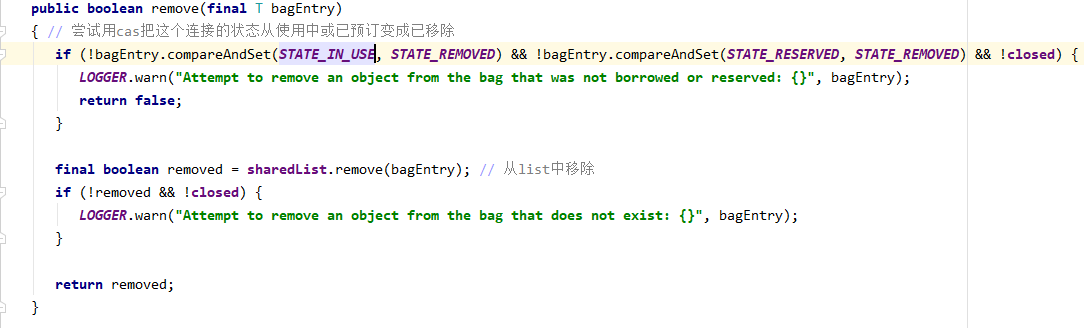 public boolean remove(final T bagEntry)
{ // 尝试用cas把这个连接的状态从使用中或已预订变成已移除
if (!bagEntry.compareAndSet(STATE_IN_USE, STATE_REMOVED) && !bagEntry.compareAndSet(STATE_RESERVED, STATE_REMOVED) && !closed) {
LOGGER.warn("Attempt to remove an object from the bag that was not borrowed or reserved: {}", bagEntry);
return false;
}
final boolean removed = sharedList.remove(bagEntry); // 从list中移除
if (!removed && !closed) {
LOGGER.warn("Attempt to remove an object from the bag that does not exist: {}", bagEntry);
}
return removed;
}